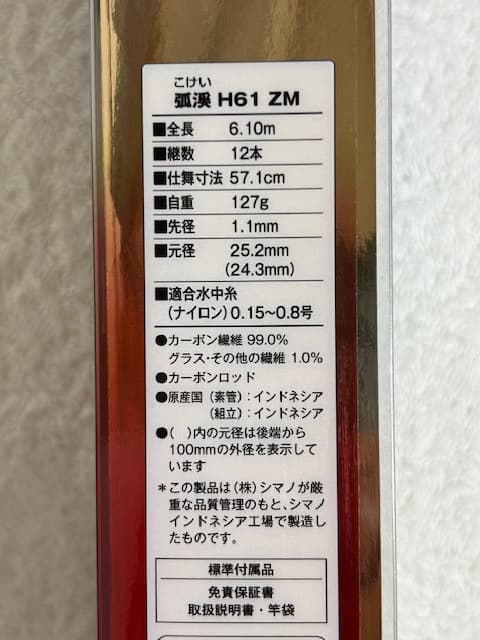 こけい
弧渓 H61 ZM
■全長 6.10m
■継数 12本
■仕舞寸法 57.1cm
■自重 127g
■先径 1.1mm
■元径 25.2mm
(24.3mm)
■適合水中糸
(ナイロン) 0.15〜0.8号
●カーボン繊維 99.0%
グラス・その他の繊維 1.0%
●カーボンロッド
●原産国 (素管):インドネシア
(組立):インドネシア
●( )内の元径は後端から
100mmの外径を表示して
います
*この製品は(株)シマノが厳
重な品質管理のもと、シマノ
インドネシア工場で製造し
たものです。
標準付属品
免責保証書
取扱説明書・竿袋